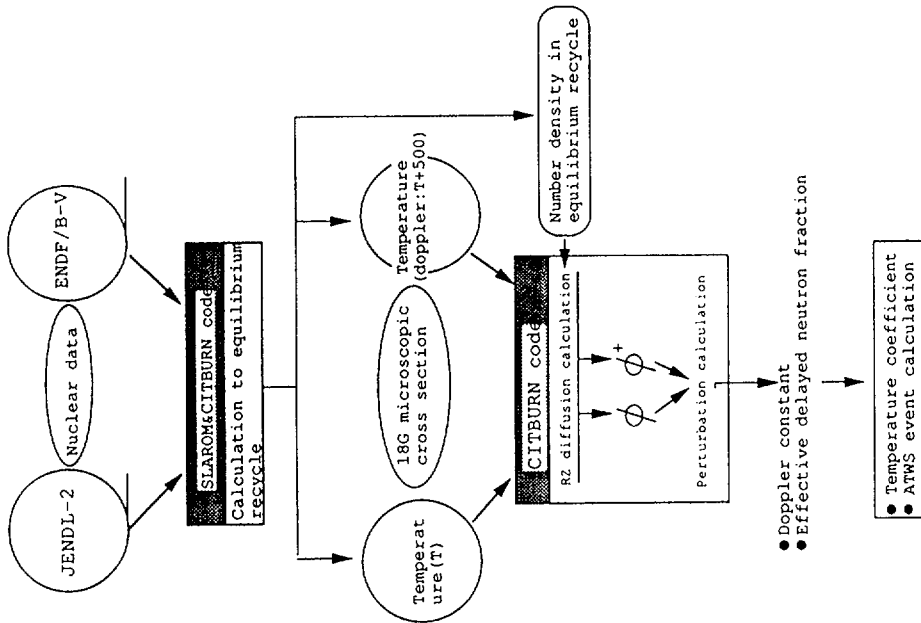 JENDL-2
Nuclear data
ENDF/B-V
SLAROM&CITBURN code
Calculation to equilibrium
recycle
Temperat
ure(T)
18G microscopic
cross section
Temperature
(doppler:T+500)
Number density in
equilibrium recycle
CITBURN code
RZ diffusion calculation
Φ
Φ+
Perturbation calculation
●Doppler constant
●Effective delayed neutron fraction
● Temperature coefficient
● ATWS event calculation